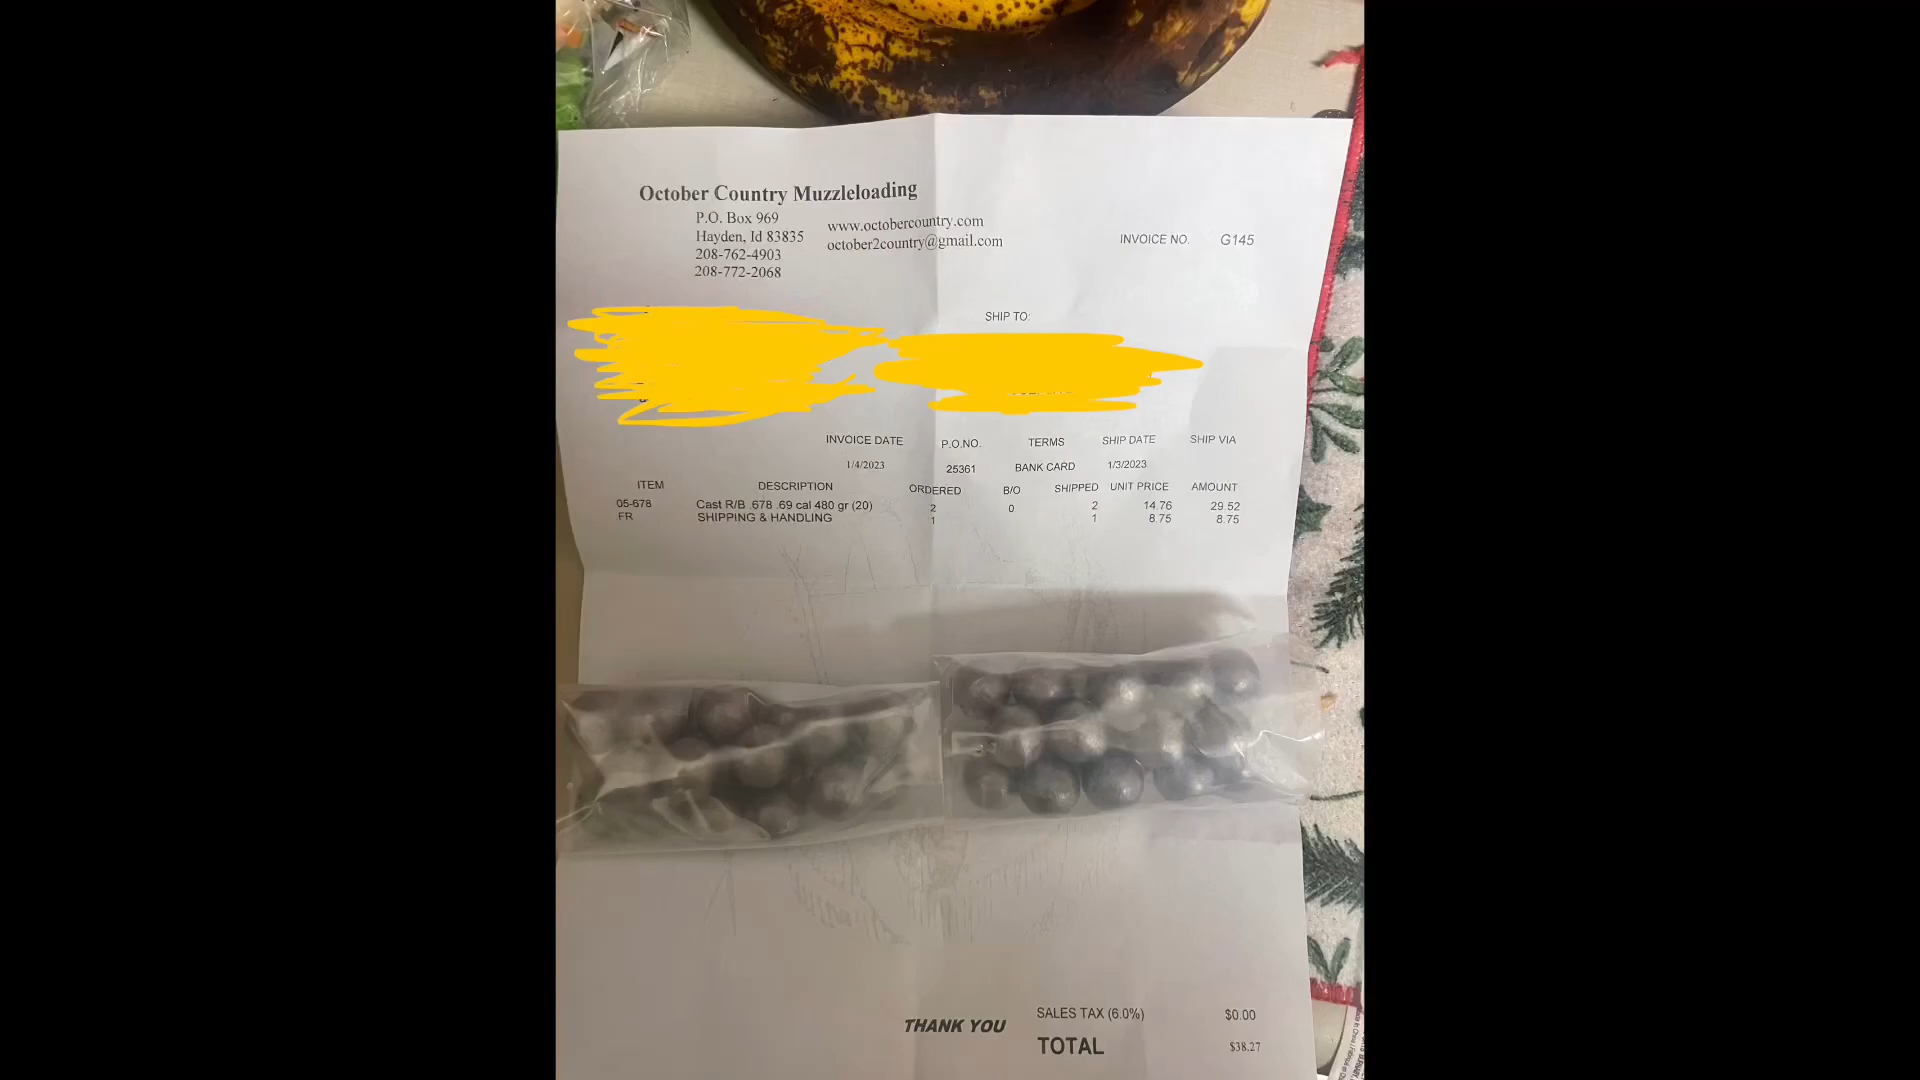 October Country Muzzleloading
P.O. Box 969
Hayden, Id 83835
208-762-4903
208-772-2068
www.octobercountry.com
october2country@gmail.com
INVOICE NO. G145
SHIP TO:
INVOICE DATE P.O.NO. TERMS SHIP DATE SHIP VIA
1/4/2023 25361 BANK CARD 1/3/2023
ITEM DESCRIPTION ORDERED B/O SHIPPED UNIT PRICE AMOUNT
05-678 Cast R/B .678 .69 cal 480 gr (20) 2 0 2 14.76 29.52
FR SHIPPING & HANDLING 1 1 8.75 8.75
THANK YOU
SALES TAX (6.0%) $0.00
TOTAL $38.27